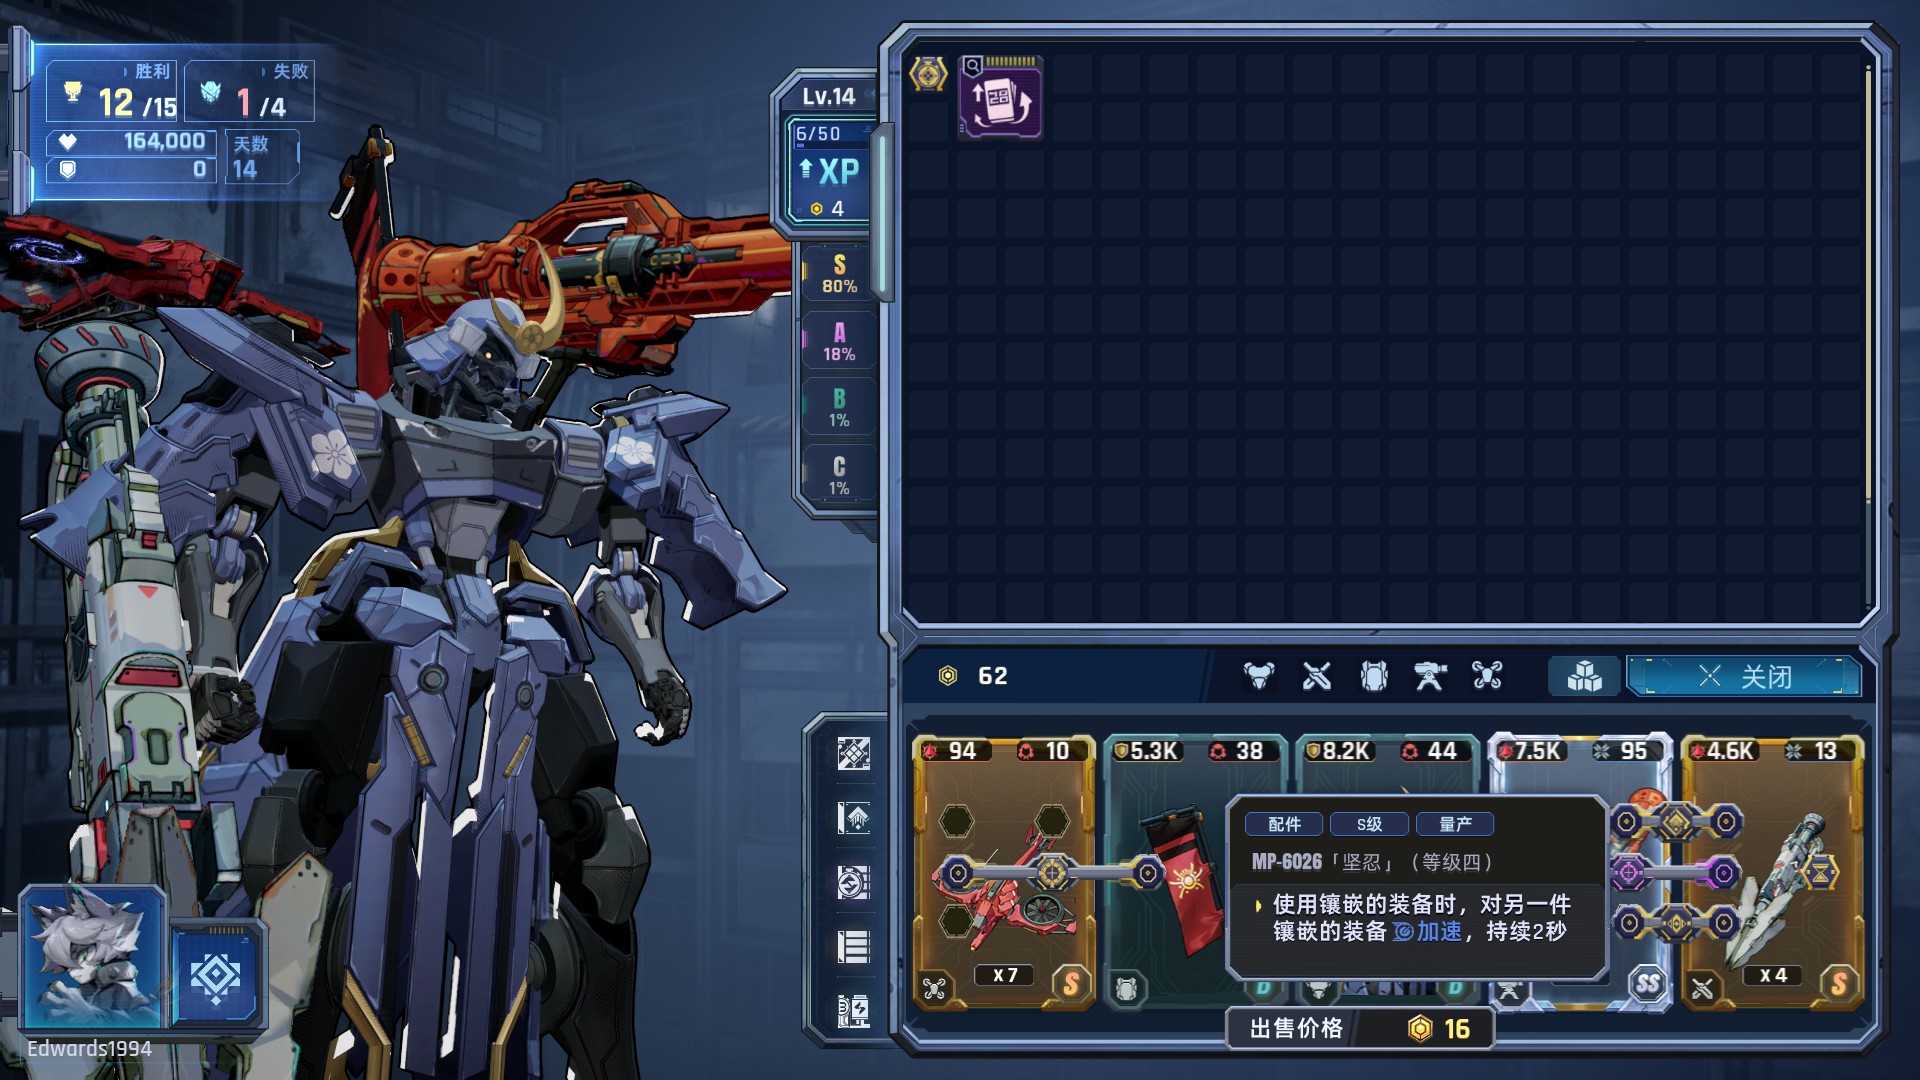 胜利
12 /15
失败
1 /4
164,000
0
天数
14
Lv.14
6/50
XP
4
S
80%
A
18%
B
1%
C
1%
62
关闭
94
10
x7
S
5.3K
38
D
8.2K
44
D
7.5K
95
SS
4.6K
13
x4
S
配件
S级
量产
MP-6026「坚忍」（等级四）
使用镶嵌的装备时，对另一件
镶嵌的装备加速，持续2秒
出售价格
16
Edwards1994